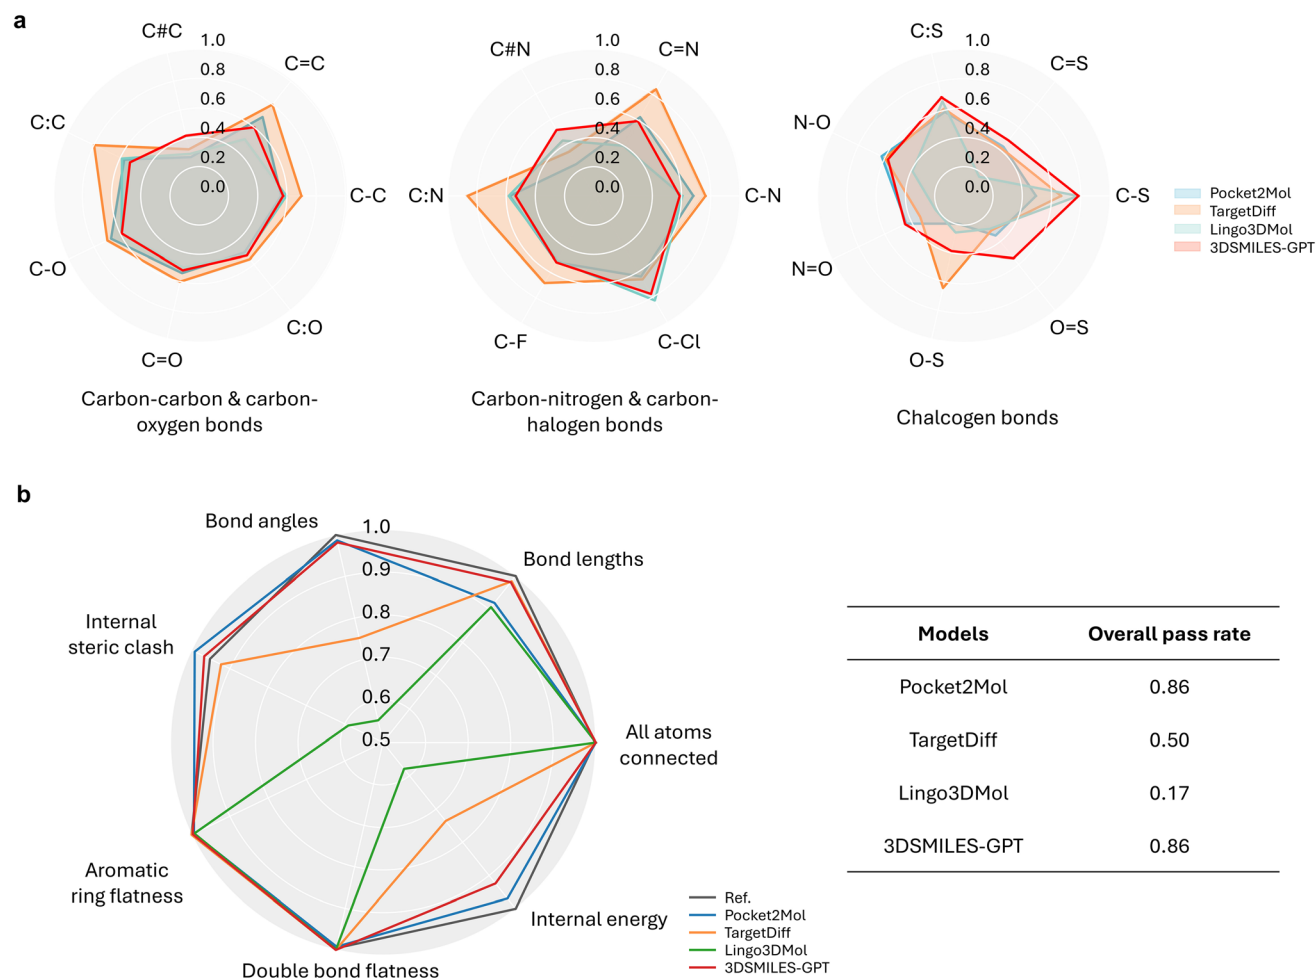 a
C#C
1.0
C=C
0.8
0.6
C:C
0.4
0.2
0.0
C-C
C-O
C:O
C=O
Carbon-carbon & carbon-
oxygen bonds
C#N
1.0
C=N
0.8
0.6
0.4
0.2
C:N
0.0
C-N
C-F
C-Cl
Carbon-nitrogen & carbon-
halogen bonds
C:S
1.0
C=S
0.8
0.6
N-O
0.4
0.2
0.0
C-S
N=O
O=S
O-S
Chalcogen bonds
Pocket2Mol
TargetDiff
Lingo3DMol
3DSMILES-GPT
b
Bond angles
1.0
Bond lengths
0.9
0.8
Internal
steric clash
0.7
0.6
0.5
All atoms
connected
Aromatic
ring flatness
Internal energy
Double bond flatness
Ref.
Pocket2Mol
TargetDiff
Lingo3DMol
3DSMILES-GPT
Models Overall pass rate
Pocket2Mol 0.86
TargetDiff 0.50
Lingo3DMol 0.17
3DSMILES-GPT 0.86